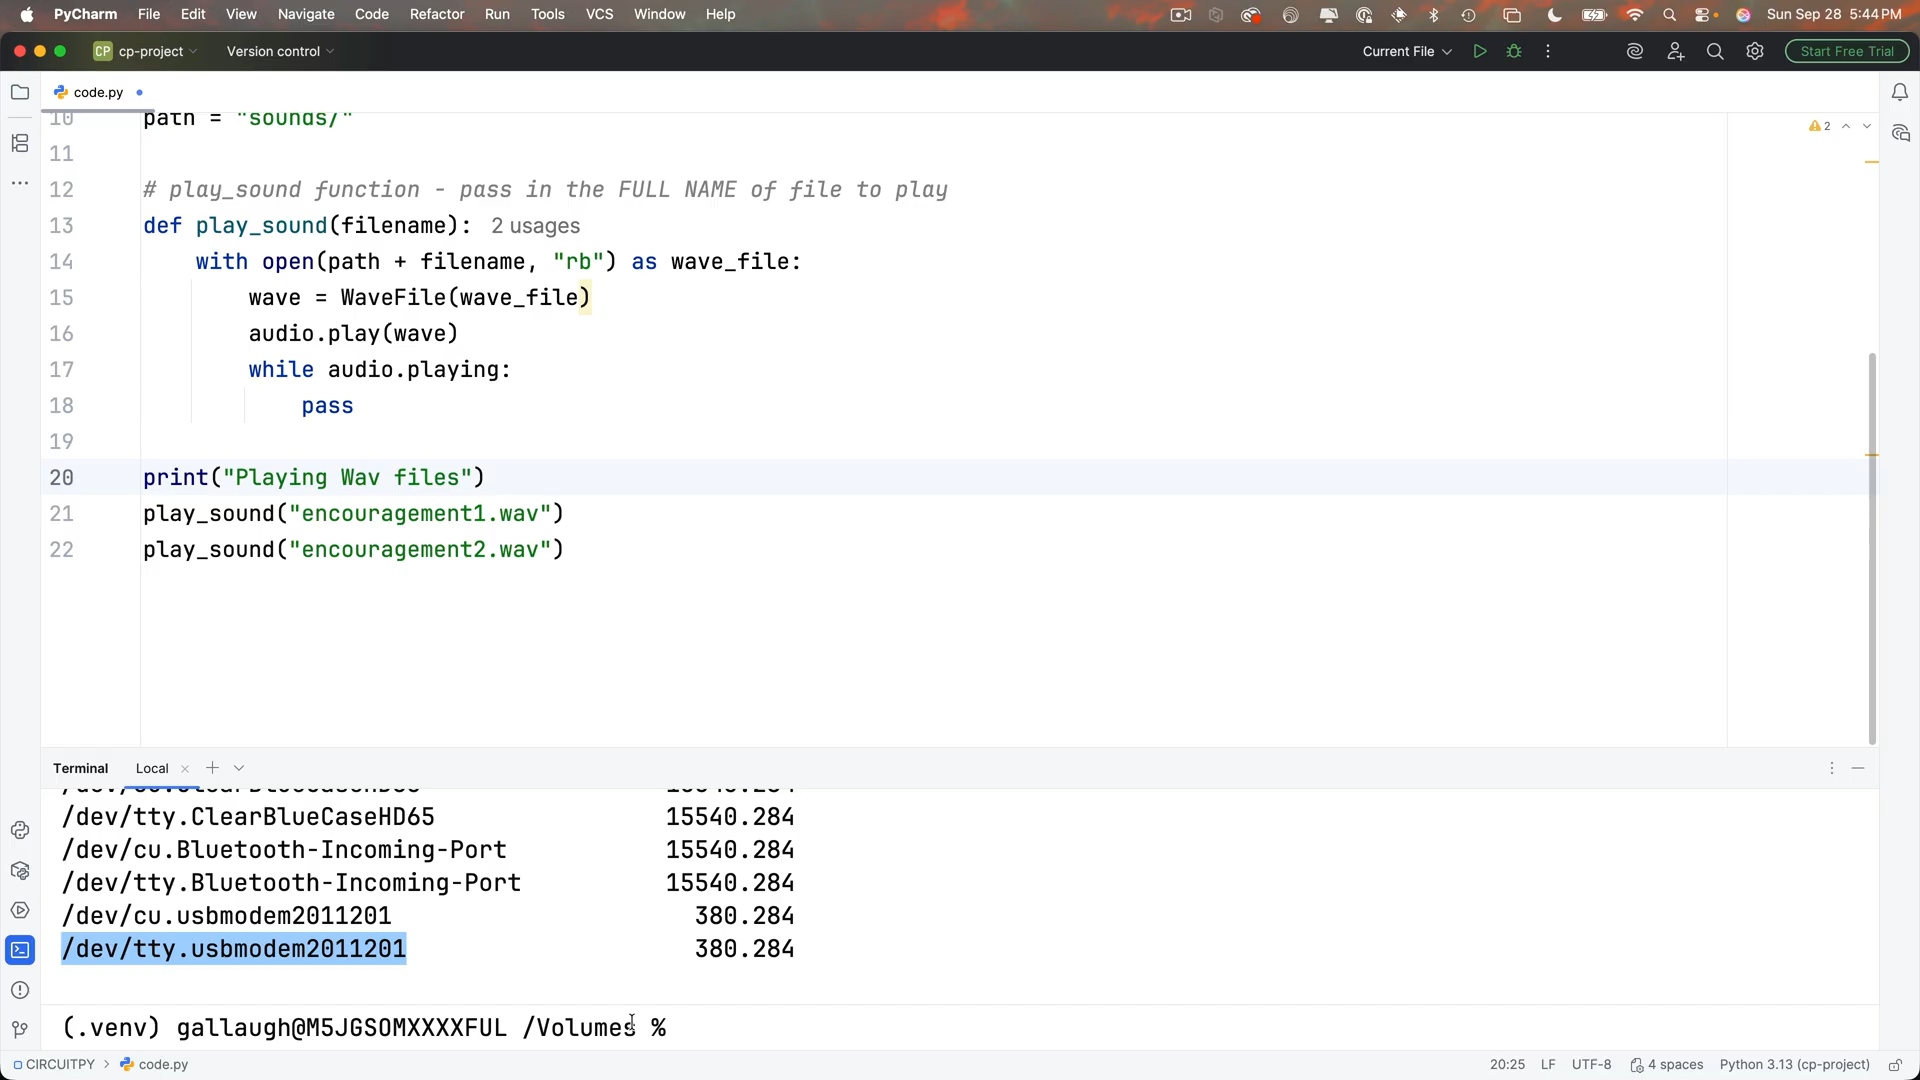 PyCharm File Edit View Navigate Code Refactor Run Tools VCS Window Help Sun Sep 28 5:44 PM
CP cp-project Version control Current File Start Free Trial
code.py
10 path = "sounds/"
2
11
12 # play_sound function - pass in the FULL NAME of file to play
13 def play_sound(filename): 2 usages
14 with open(path + filename, "rb") as wave_file:
15 wave = WaveFile(wave_file)
16 audio.play(wave)
17 while audio.playing:
18 pass
19
20 print("Playing Wav files")
21 play_sound("encouragement1.wav")
22 play_sound("encouragement2.wav")
Terminal Local
/dev/tty.ClearBlueCaseHD65 15540.284
/dev/cu.Bluetooth-Incoming-Port 15540.284
/dev/tty.Bluetooth-Incoming-Port 15540.284
/dev/cu.usbmodem2011201 380.284
/dev/tty.usbmodem2011201 380.284
(.venv) gallaugh@M5JGSOMXXXXFUL /Volumes %
CIRCUITPY > code.py 20:25 LF UTF-8 4 spaces Python 3.13 (cp-project)